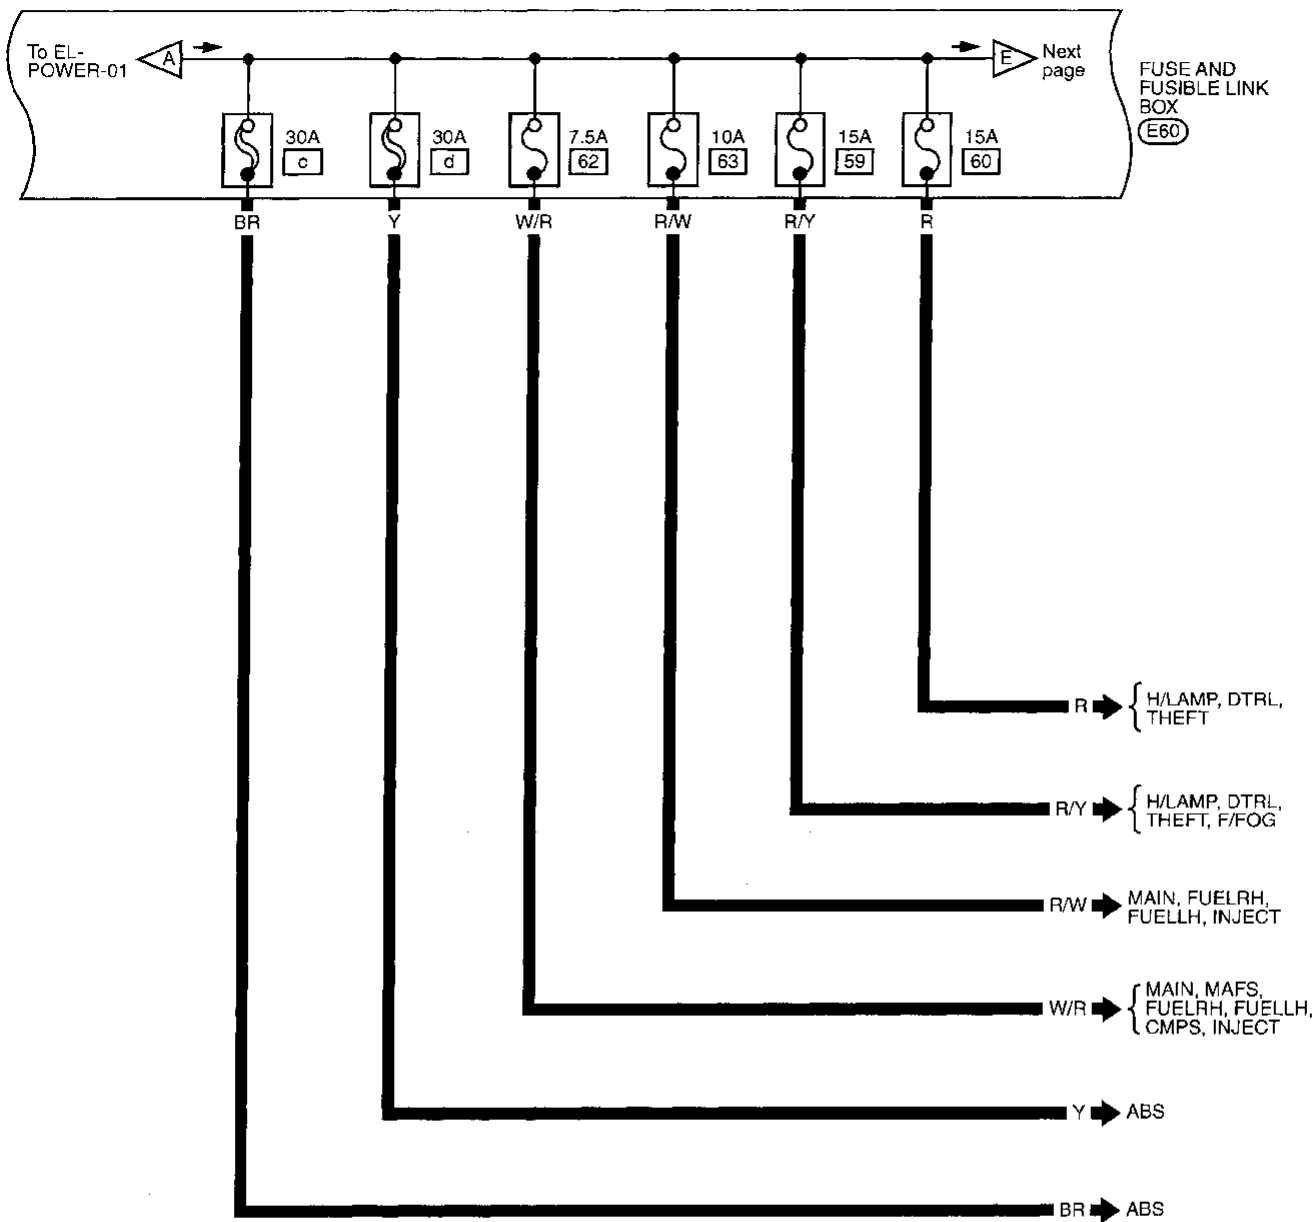 To EL-
POWER-01
A
E
Next
page
FUSE AND
FUSIBLE LINK
BOX
E60
30A
c
30A
d
7.5A
62
10A
63
15A
59
15A
60
BR
Y
W/R
R/W
R/Y
R
R
H/LAMP, DTRL,
THEFT
R/Y
H/LAMP, DTRL,
THEFT, F/FOG
R/W
MAIN, FUELRH,
FUELLH, INJECT
W/R
MAIN, MAFS,
FUELRH, FUELLH,
CMPS, INJECT
Y
ABS
BR
ABS